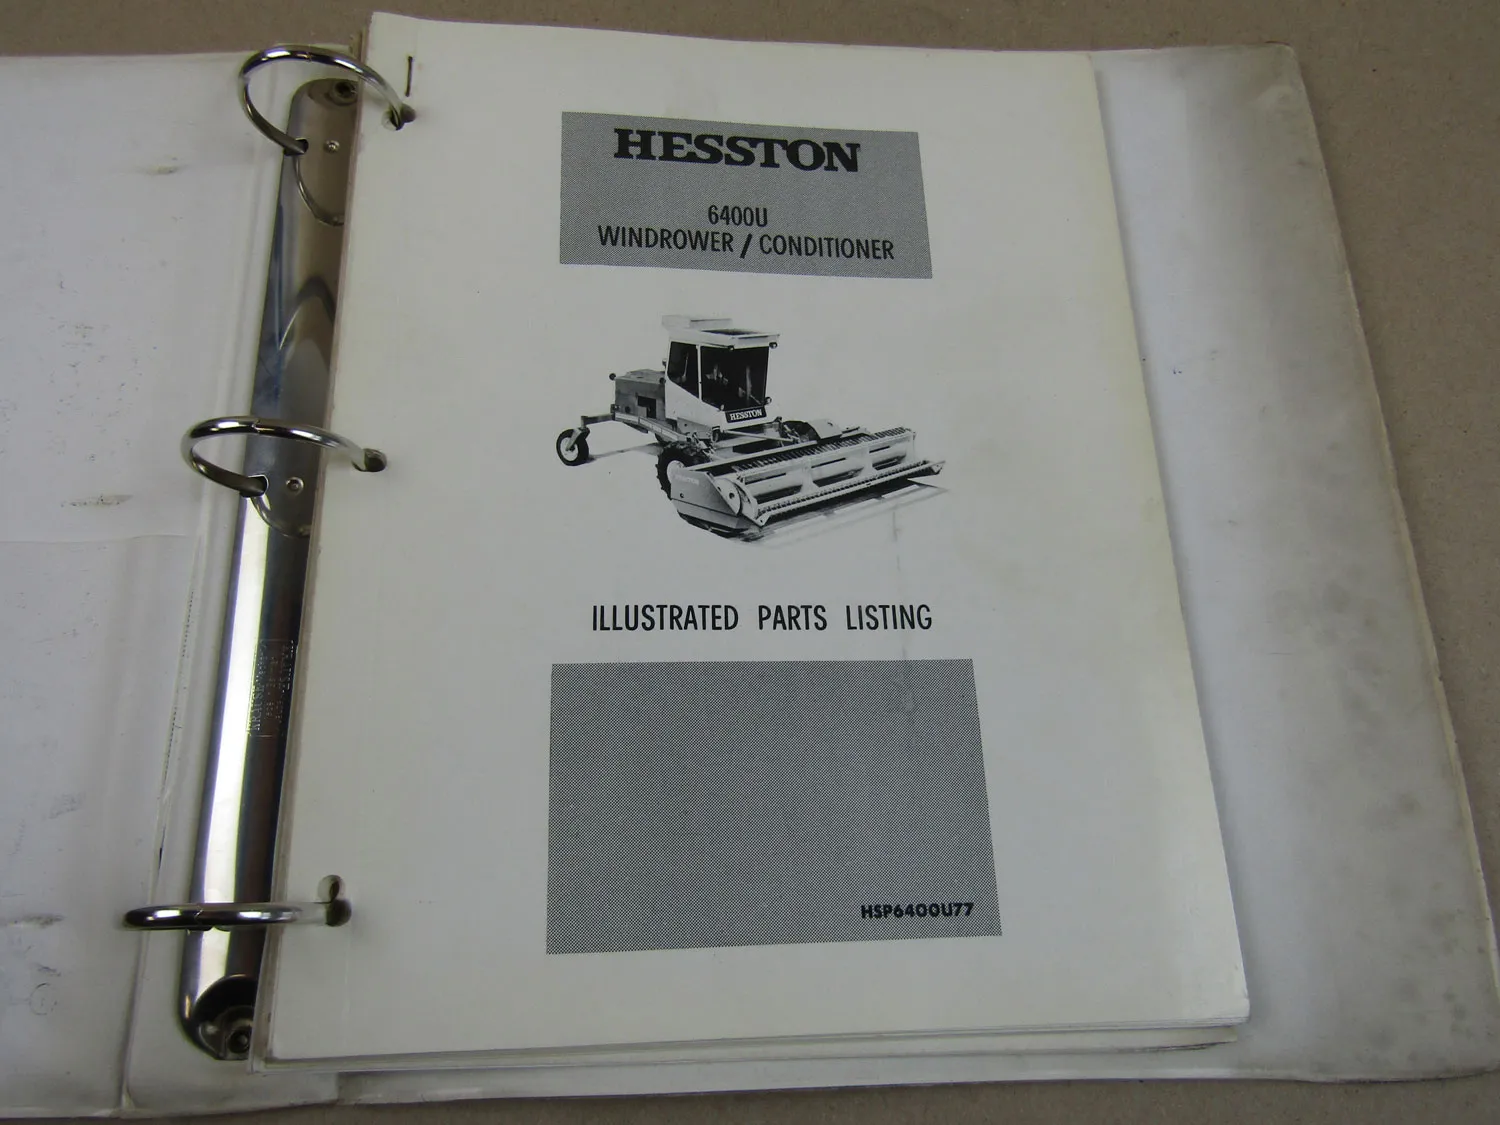 HESSTON
6400U
WINDROWER / CONDITIONER
HESSTON
ILLUSTRATED PARTS LISTING
HSP6400U77